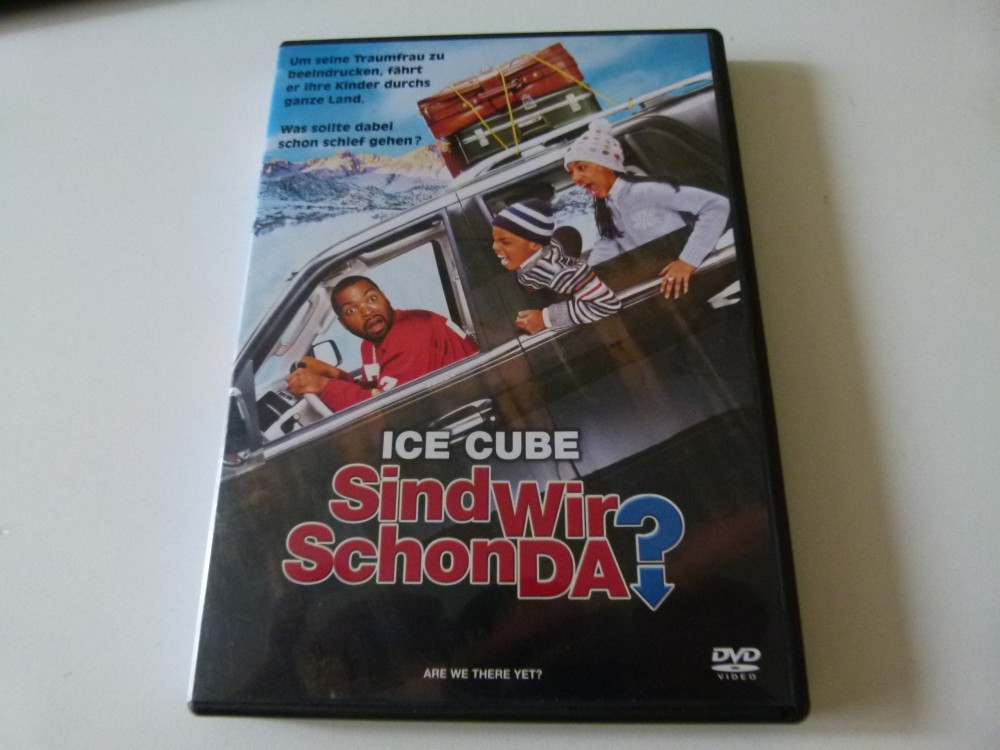 Um seine Traumfrau zu
beeindrucken, fährt
er ihre Kinder durchs
ganze Land.
Was sollte dabei
schon schief gehen?
ICE CUBE
Sind Wir
Schon DA?
ARE WE THERE YET?
DVD
VIDEO